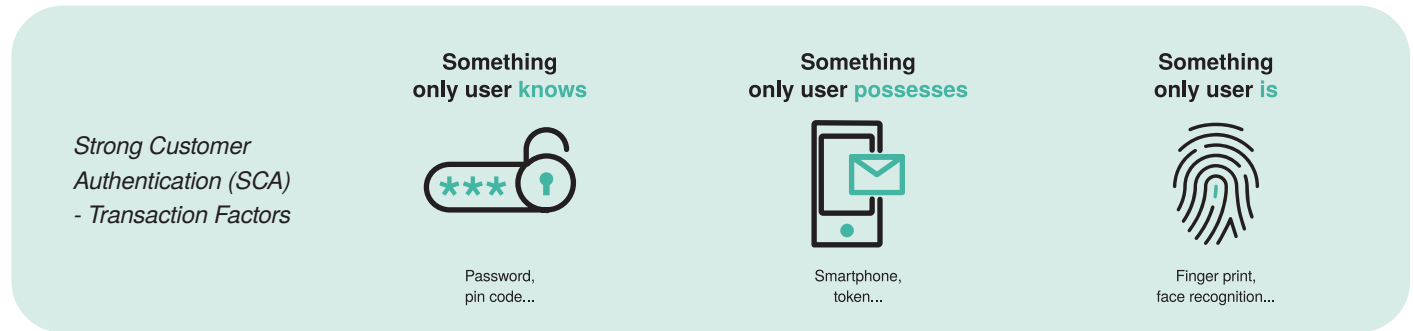 Strong Customer
Authentication (SCA)
- Transaction Factors
Something
only user knows
***
Password,
pin code...
Something
only user possesses
Smartphone,
token...
Something
only user is
Finger print,
face recognition...